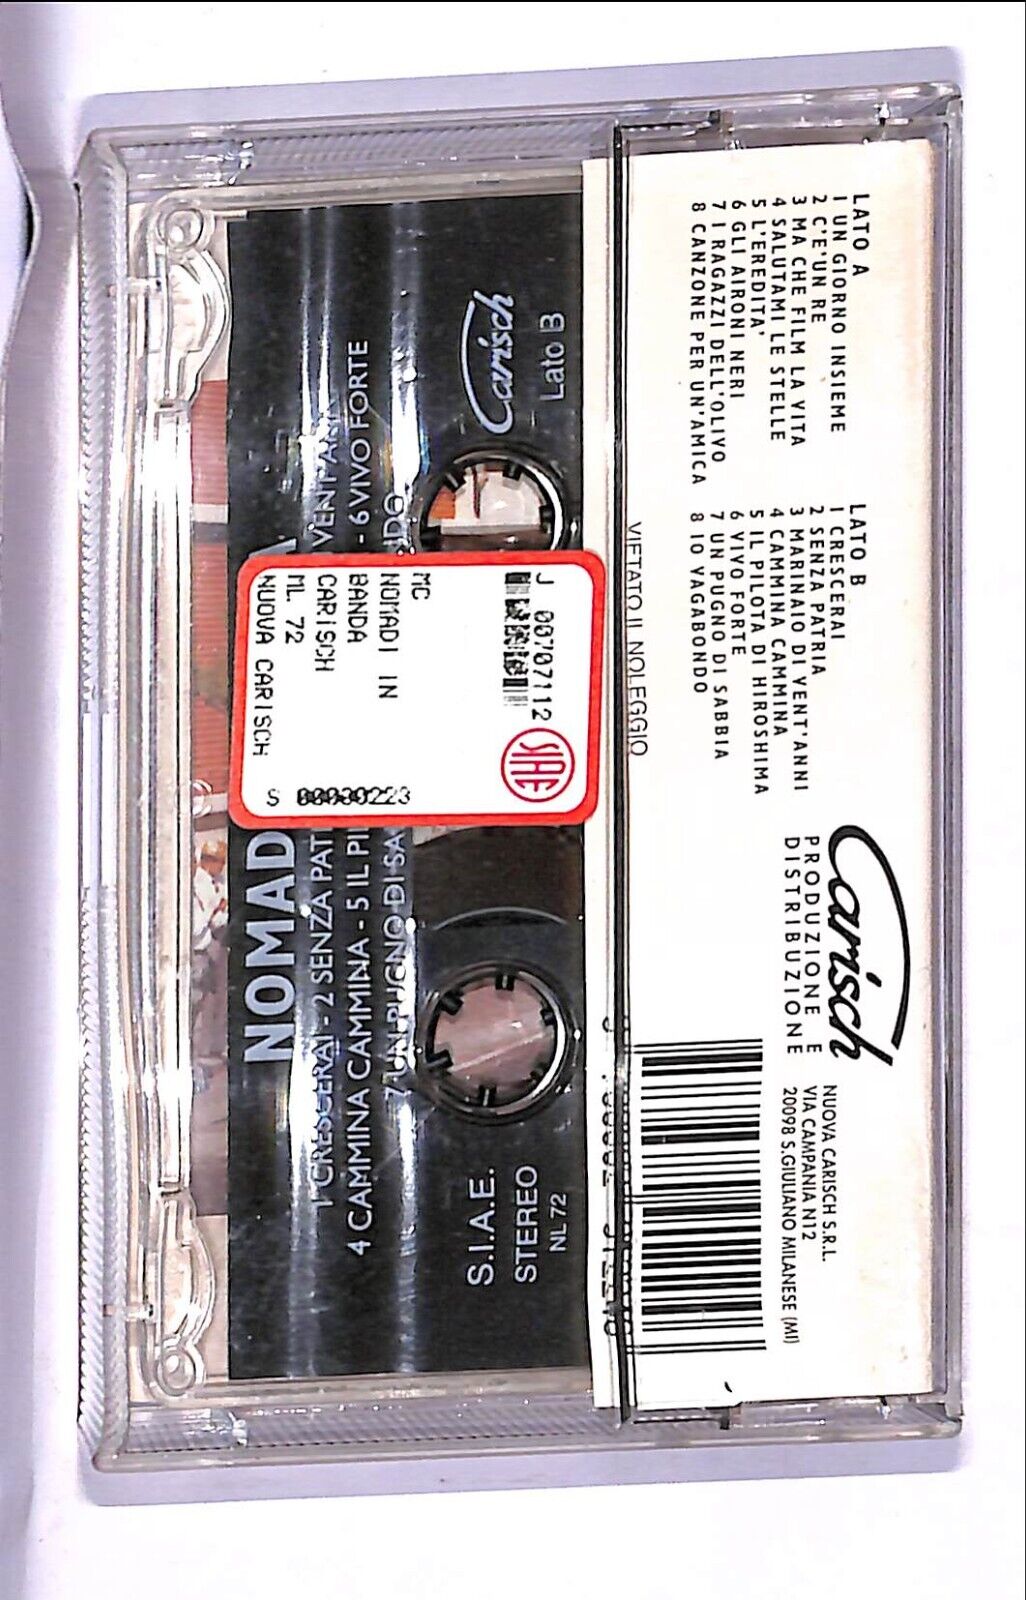 LATO A
1 UN GIORNO INSIEME
2 C'E'UN RE
3 MA CHE FILM LA VITA
4 SALUTAMI LE STELLE
5 L'EREDITA'
6 GLI AIRONI NERI
7 I RAGAZZI DELL'OLIVO
8 CANZONE PER UN'AMICA
LATO B
1 CRESCERAI
2 SENZA PATRIA
3 MARINAIO DI VENT'ANNI
4 CAMMINA CAMMINA
5 IL PILOTA DI HIROSHIMA
6 VIVO FORTE
7 UN PUGNO DI SABBIA
8 IO VAGABONDO
Carisch
PRODUZIONE E
DISTRIBUZIONE
NUOVA CARISCH S.R.L.
VIA CAMPANIA N12
20098 S.GIULIANO MILANESE (MI)
VIETATO IL NOLEGGIO
J 00707112
SIAE
MC
NOMADI IN
BANDA
CARISCH
ML. 72
NUOVA CARISCH
S
Carisch
Lato B
NOMAD
1 CRESCERAI - 2 SENZA PAT
4 CAMMINA CAMMINA - 5 IL PI
- 6 VIVO FORTE
7 UN PUGNO DI SA
S.I.A.E.
STEREO
NL 72